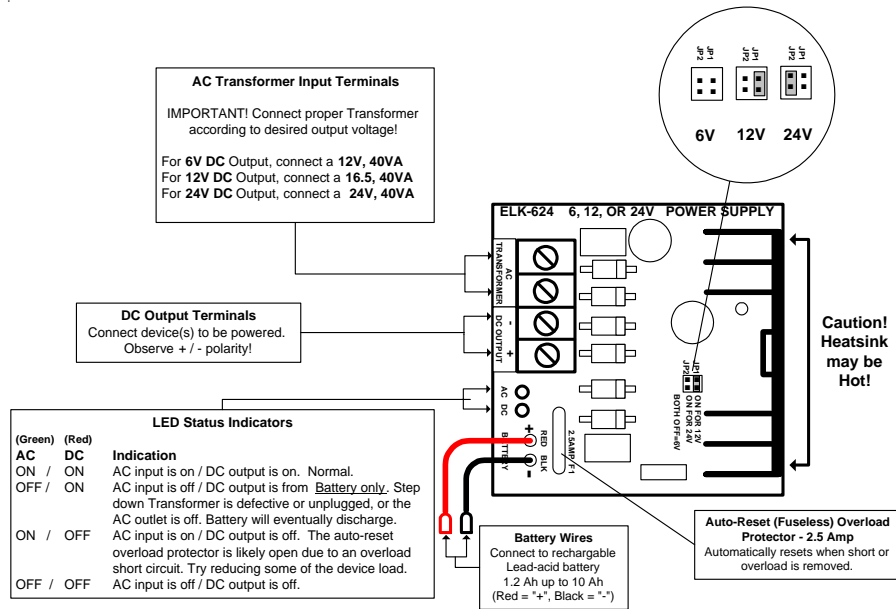 JP1
JP2
JP1
JP2
JP1
JP2
6V 12V 24V
AC Transformer Input Terminals
IMPORTANT! Connect proper Transformer
according to desired output voltage!
For 6V DC Output, connect a 12V, 40VA
For 12V DC Output, connect a 16.5, 40VA
For 24V DC Output, connect a 24V, 40VA
ELK-624 6, 12, OR 24V POWER SUPPLY
AC
TRANSFORMER
DC OUTPUT
-
+
DC Output Terminals
Connect device(s) to be powered.
Observe + / - polarity!
Caution!
Heatsink
may be
Hot!
JP1
JP2
ON FOR 12V
ON FOR 24V
BOTH OFF=6V
AC
DC
BATTERY
+
-
RED
BLK
2.5AMP/F1
LED Status Indicators
(Green) (Red)
AC DC Indication
ON / ON AC input is on / DC output is on. Normal.
OFF / ON AC input is off / DC output is from Battery only. Step
down Transformer is defective or unplugged, or the
AC outlet is off. Battery will eventually discharge.
ON / OFF AC input is on / DC output is off. The auto-reset
overload protector is likely open due to an overload
short circuit. Try reducing some of the device load.
OFF / OFF AC input is off / DC output is off.
Battery Wires
Connect to rechargable
Lead-acid battery
1.2 Ah up to 10 Ah
(Red = "+", Black = "-")
Auto-Reset (Fuseless) Overload
Protector - 2.5 Amp
Automatically resets when short or
overload is removed.